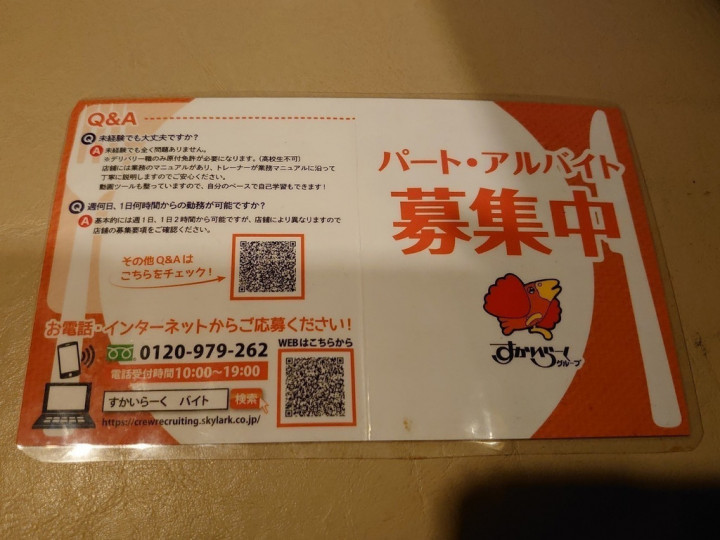 Q&A
Q 未経験でも大丈夫ですか？
A 未経験でも全く問題ありません。
※デリバリー職のみ原付免許が必要になります。(高校生不可)
店舗には業務のマニュアルがあり、トレーナーが業務マニュアルに沿って
丁寧に説明しますのでご安心ください。
動画ツールも整っていますので、自分のペースで自己学習もできます！
Q 週何日、1日何時間からの勤務が可能ですか？
A 基本的には週１日、1日２時間から可能ですが、店舗により異なりますので
店舗の募集要項をご確認ください。
その他Q&Aは
こちらをチェック！
お電話・インターネットからご応募ください！
0120-979-262
電話受付時間10:00〜19:00
WEBはこちらから
すかいらーく バイト 検索
https://crewrecruiting.skylark.co.jp/
パート・アルバイト
募集中
すかいらーく
グループ